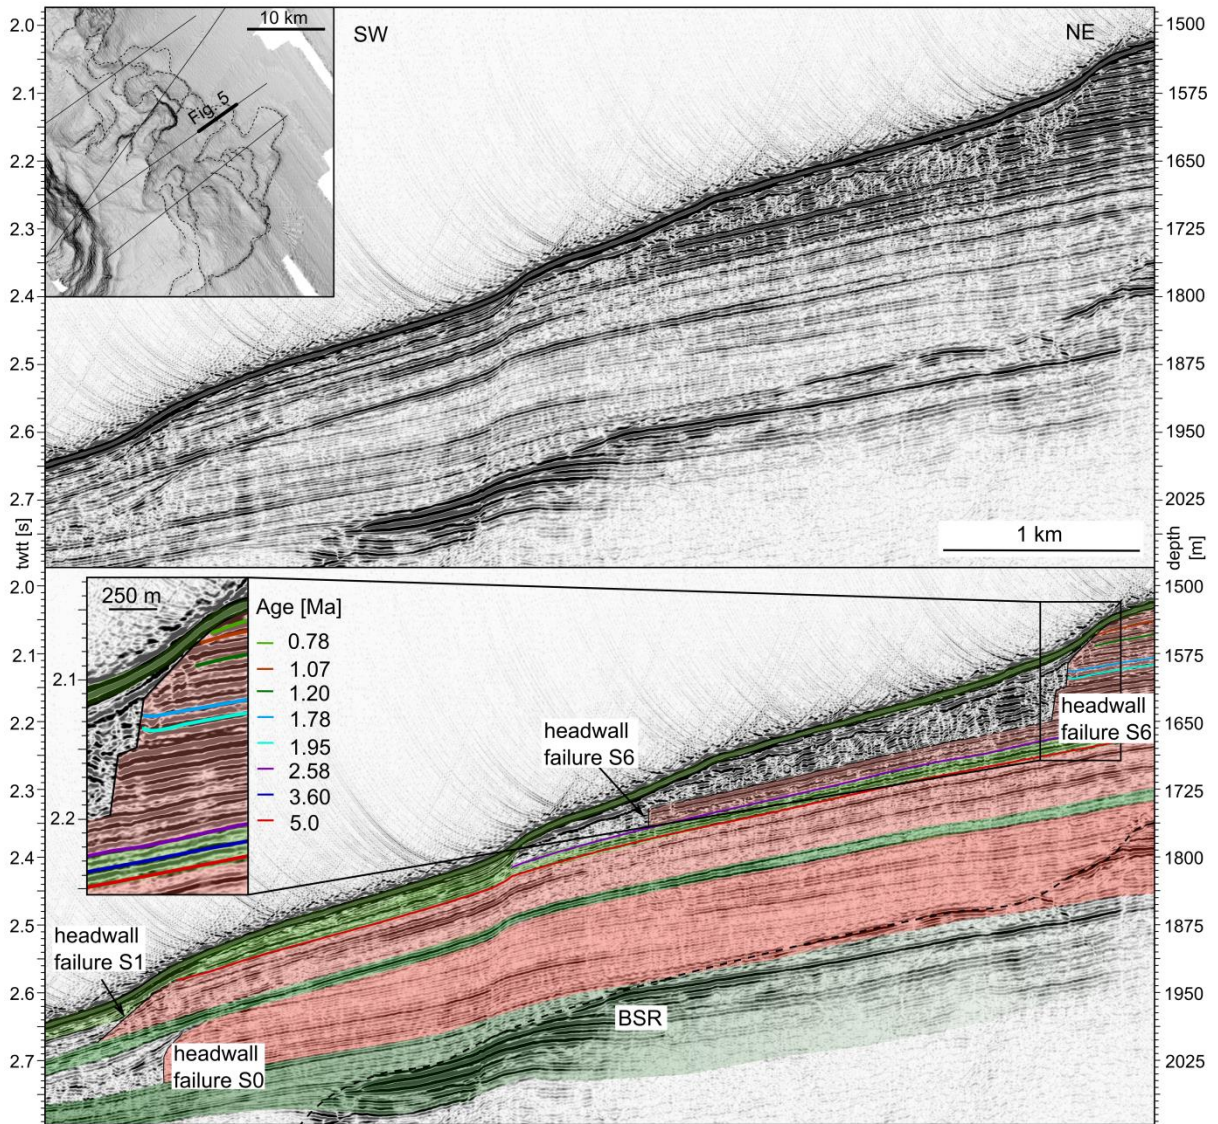 10 km
Fig. 5
SW
NE
2.0
2.1
2.2
2.3
2.4
2.5
2.6
2.7
twtt [s]
1500
1575
1650
1725
1800
1875
1950
2025
depth
[m]
1 km
250 m
2.1
2.2
Age [Ma]
0.78
1.07
1.20
1.78
1.95
2.58
3.60
5.0
headwall
failure S6
headwall
failure S6
headwall
failure S1
headwall
failure S0
BSR
2.0
2.1
2.2
2.3
2.4
2.5
2.6
2.7
1500
1575
1650
1725
1800
1875
1950
2025